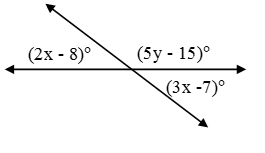 (2x - 8)° (5y - 15)°
(3x -7)°